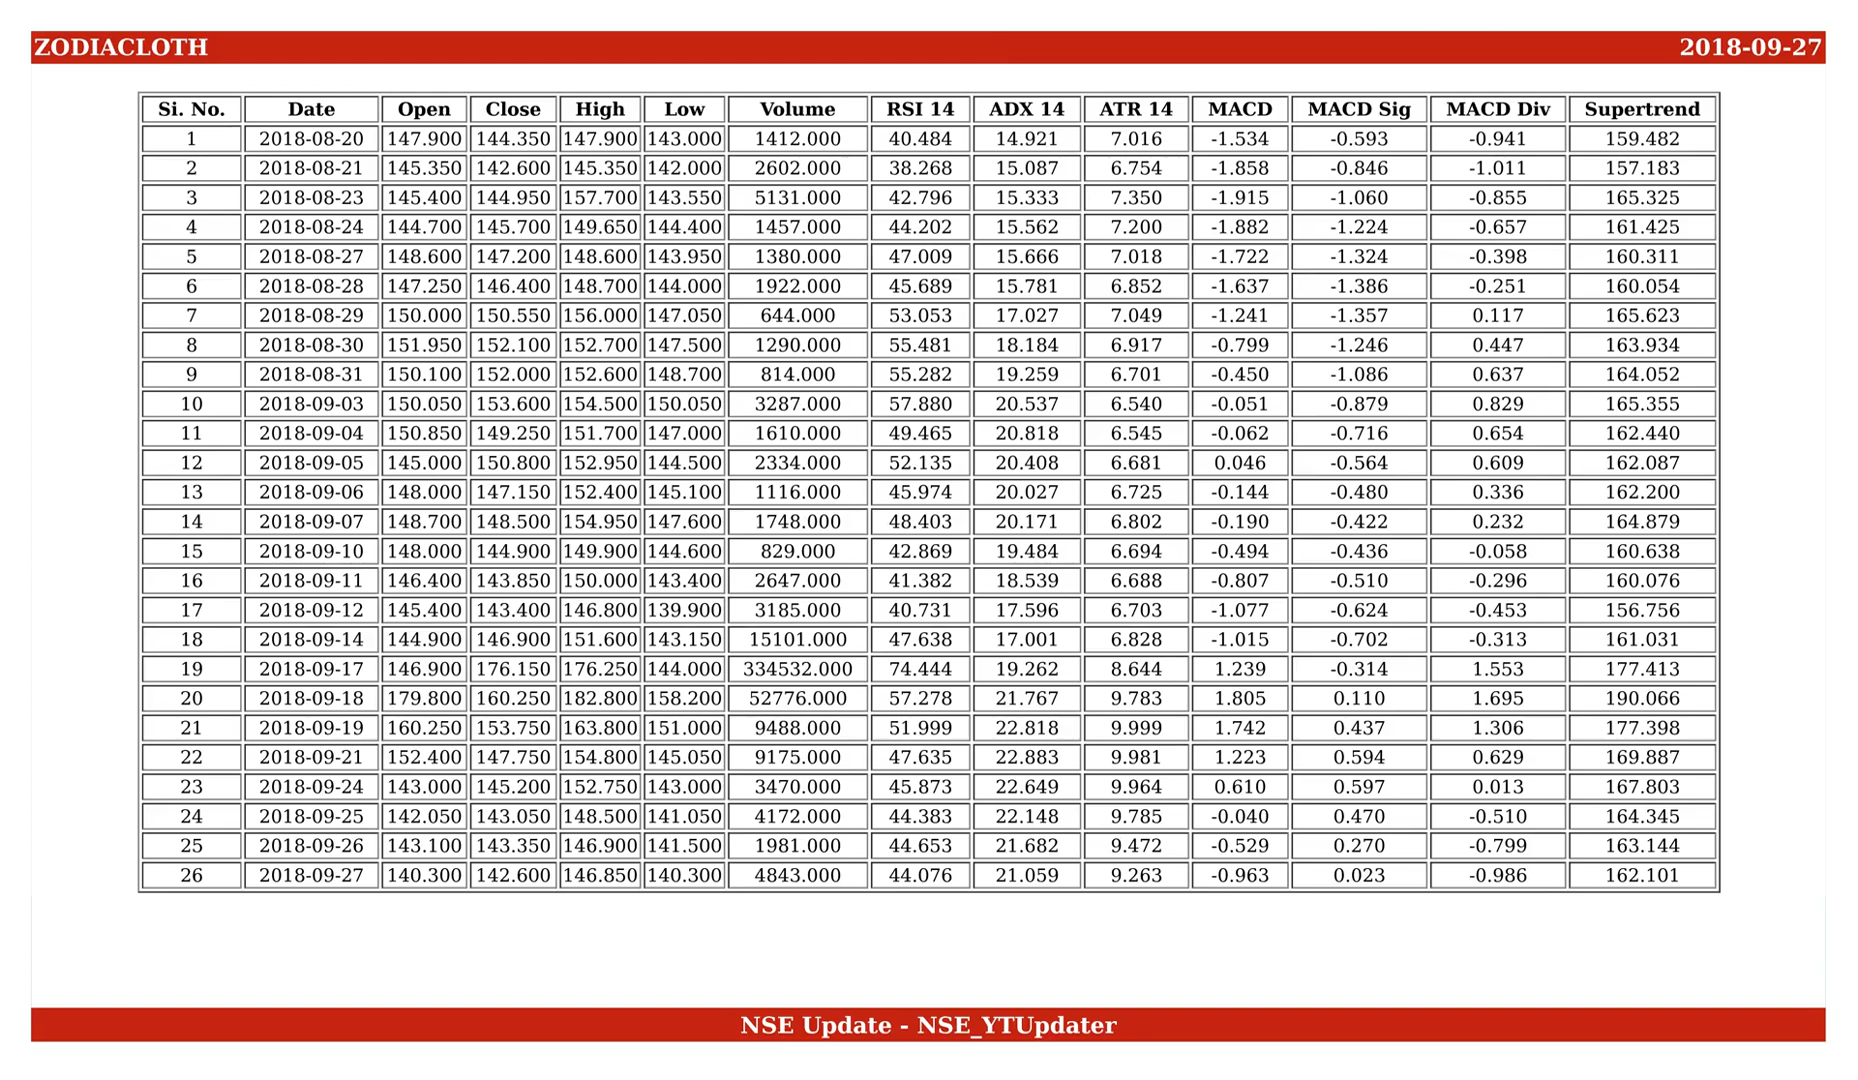 ZODIACLOTH 2018-09-27
Si. No. Date Open Close High Low Volume RSI 14 ADX 14 ATR 14 MACD MACD Sig MACD Div Supertrend
1 2018-08-20 147.900 144.350 147.900 143.000 1412.000 40.484 14.921 7.016 -1.534 -0.593 -0.941 159.482
2 2018-08-21 145.350 142.600 145.350 142.000 2602.000 38.268 15.087 6.754 -1.858 -0.846 -1.011 157.183
3 2018-08-23 145.400 144.950 157.700 143.550 5131.000 42.796 15.333 7.350 -1.915 -1.060 -0.855 165.325
4 2018-08-24 144.700 145.700 149.650 144.400 1457.000 44.202 15.562 7.200 -1.882 -1.224 -0.657 161.425
5 2018-08-27 148.600 147.200 148.600 143.950 1380.000 47.009 15.666 7.018 -1.722 -1.324 -0.398 160.311
6 2018-08-28 147.250 146.400 148.700 144.000 1922.000 45.689 15.781 6.852 -1.637 -1.386 -0.251 160.054
7 2018-08-29 150.000 150.550 156.000 147.050 644.000 53.053 17.027 7.049 -1.241 -1.357 0.117 165.623
8 2018-08-30 151.950 152.100 152.700 147.500 1290.000 55.481 18.184 6.917 -0.799 -1.246 0.447 163.934
9 2018-08-31 150.100 152.000 152.600 148.700 814.000 55.282 19.259 6.701 -0.450 -1.086 0.637 164.052
10 2018-09-03 150.050 153.600 154.500 150.050 3287.000 57.880 20.537 6.540 -0.051 -0.879 0.829 165.355
11 2018-09-04 150.850 149.250 151.700 147.000 1610.000 49.465 20.818 6.545 -0.062 -0.716 0.654 162.440
12 2018-09-05 145.000 150.800 152.950 144.500 2334.000 52.135 20.408 6.681 0.046 -0.564 0.609 162.087
13 2018-09-06 148.000 147.150 152.400 145.100 1116.000 45.974 20.027 6.725 -0.144 -0.480 0.336 162.200
14 2018-09-07 148.700 148.500 154.950 147.600 1748.000 48.403 20.171 6.802 -0.190 -0.422 0.232 164.879
15 2018-09-10 148.000 144.900 149.900 144.600 829.000 42.869 19.484 6.694 -0.494 -0.436 -0.058 160.638
16 2018-09-11 146.400 143.850 150.000 143.400 2647.000 41.382 18.539 6.688 -0.807 -0.510 -0.296 160.076
17 2018-09-12 145.400 143.400 146.800 139.900 3185.000 40.731 17.596 6.703 -1.077 -0.624 -0.453 156.756
18 2018-09-14 144.900 146.900 151.600 143.150 15101.000 47.638 17.001 6.828 -1.015 -0.702 -0.313 161.031
19 2018-09-17 146.900 176.150 176.250 144.000 334532.000 74.444 19.262 8.644 1.239 -0.314 1.553 177.413
20 2018-09-18 179.800 160.250 182.800 158.200 52776.000 57.278 21.767 9.783 1.805 0.110 1.695 190.066
21 2018-09-19 160.250 153.750 163.800 151.000 9488.000 51.999 22.818 9.999 1.742 0.437 1.306 177.398
22 2018-09-21 152.400 147.750 154.800 145.050 9175.000 47.635 22.883 9.981 1.223 0.594 0.629 169.887
23 2018-09-24 143.000 145.200 152.750 143.000 3470.000 45.873 22.649 9.964 0.610 0.597 0.013 167.803
24 2018-09-25 142.050 143.050 148.500 141.050 4172.000 44.383 22.148 9.785 -0.040 0.470 -0.510 164.345
25 2018-09-26 143.100 143.350 146.900 141.500 1981.000 44.653 21.682 9.472 -0.529 0.270 -0.799 163.144
26 2018-09-27 140.300 142.600 146.850 140.300 4843.000 44.076 21.059 9.263 -0.963 0.023 -0.986 162.101
NSE Update - NSE_YTUpdater